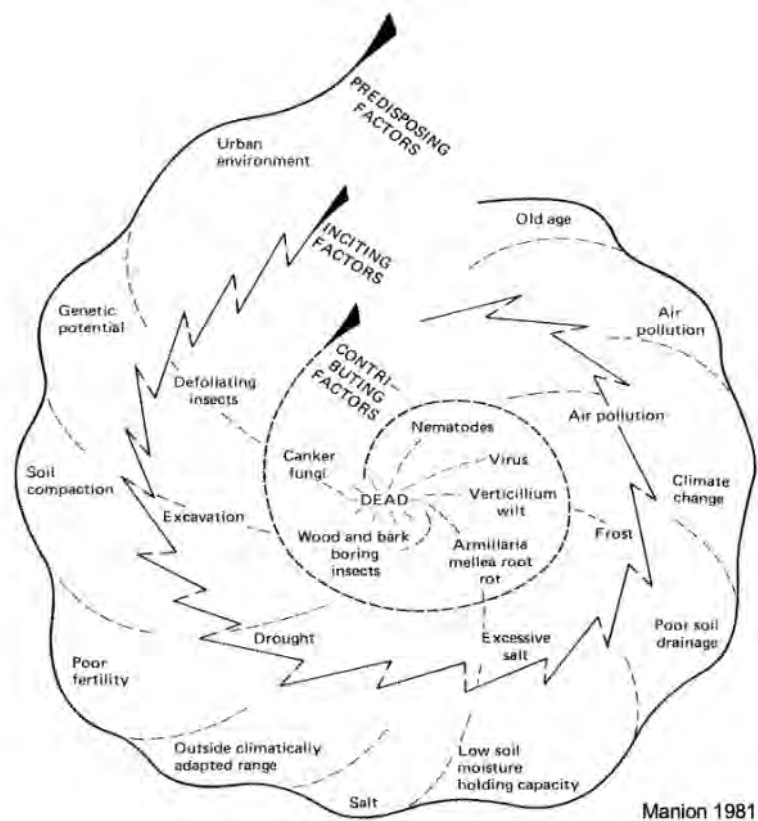 PREDISPOSING
FACTORS
Urban
environment
INCITING
FACTORS
Old age
Genetic
potential
Air
pollution
CONTRI-
BUTING
FACTORS
Defoliating
insects
Air pollution
Nematodes
Canker
fungi
Virus
Soil
compaction
Climate
change
DEAD
Verticillium
wilt
Excavation
Frost
Wood and bark
boring
insects
Armillaria
mellea root
rot
Drought
Excessive
salt
Poor soil
drainage
Poor
fertility
Outside climatically
adapted range
Low soil
moisture
holding capacity
Salt
Manion 1981